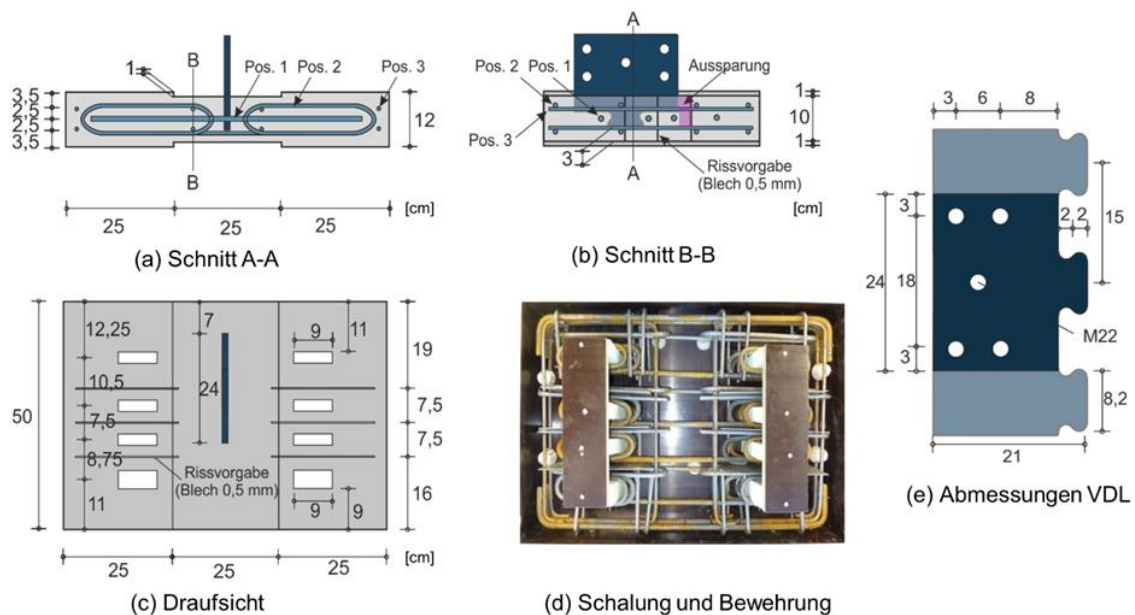 B
Pos. 1
Pos. 2
Pos. 3
1
3,5
2,5
2,5
3,5
12
B
25
25
25
[cm]
(a) Schnitt A-A
A
Pos. 2
Pos. 1
Aussparung
Pos. 3
1
10
1
3
Rissvorgabe
(Blech 0,5 mm)
A
[cm]
(b) Schnitt B-B
3
6
8
3
24
18
3
2
2
15
M22
8,2
21
(e) Abmessungen VDL
50
12,25
10,5
7,5
8,75
11
7
24
9
11
19
7,5
7,5
16
9
9
Rissvorgabe
(Blech 0,5 mm)
25
25
25
[cm]
(c) Draufsicht
(d) Schalung und Bewehrung